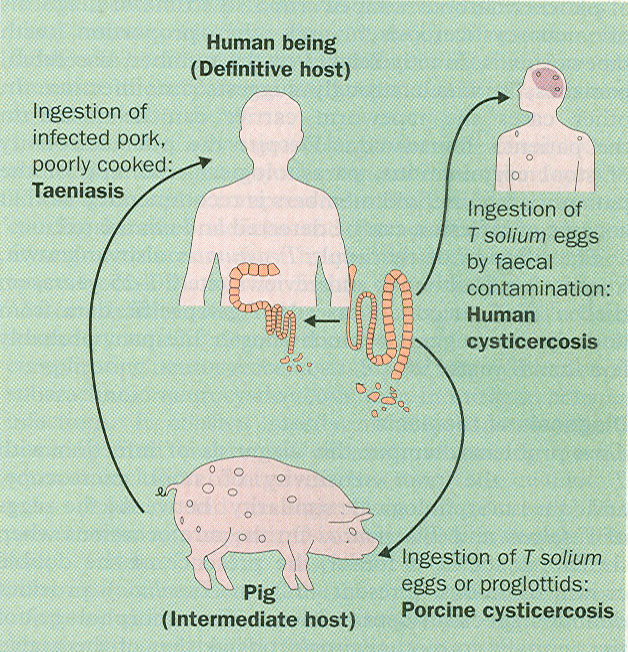 Human being
(Definitive host)
Ingestion of
infected pork,
poorly cooked:
Taeniasis
Ingestion of
T solium eggs
by faecal
contamination:
Human
cysticercosis
Pig
(Intermediate host)
Ingestion of T solium
eggs or proglottids:
Porcine cysticercosis